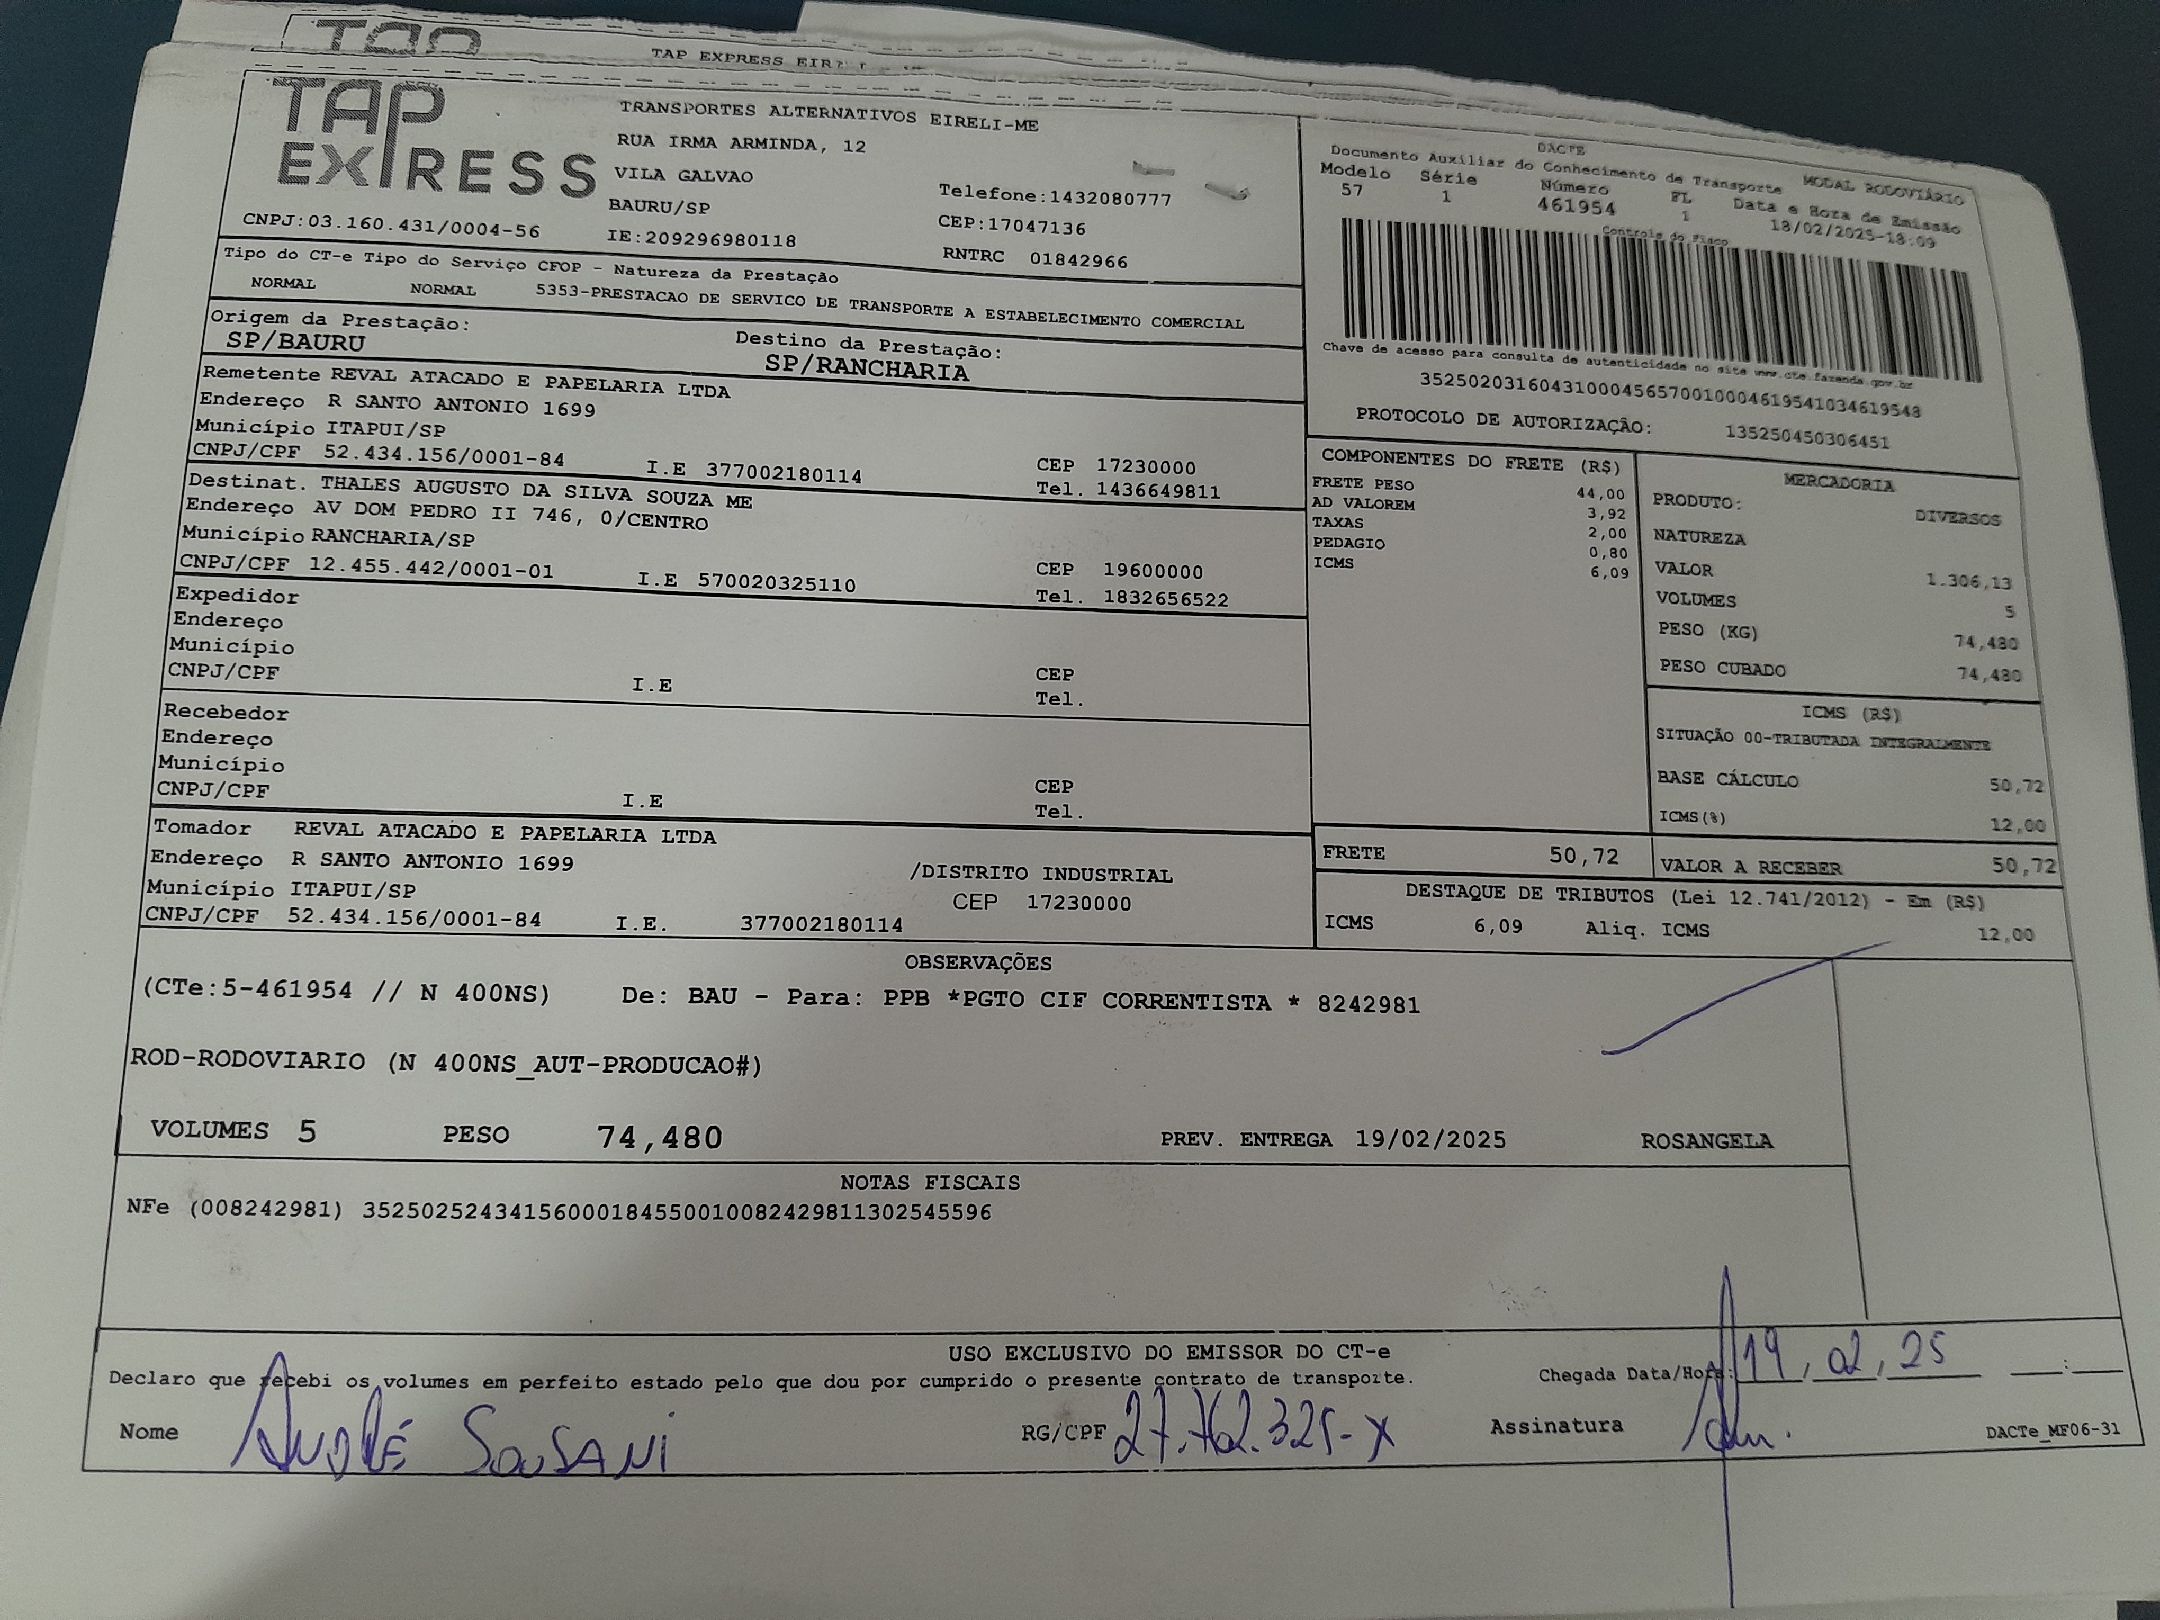 TAP
TAP EXPRESS
TAP EXPRESS
TRANSPORTES ALTERNATIVOS EIRELI-ME
RUA IRMA ARMINDA, 12
VILA GALVAO
Telefone:1432080777
BAURU/SP
CEP:17047136
CNPJ:03.160.431/0004-56 IE:209296980118
RNTRC 01842966
DACTE
Documento Auxiliar do Conhecimento de Transporte MODAL RODOVIÁRIO
Modelo Série Número FL Data e Hora de Emissão
57 1 461954 1 18/02/2025-18:09
Controle do Fisco
Chave de acesso para consulta de autenticidade no site www.cte.fazenda.gov.br
35250203160431000456570010004619541034619548
PROTOCOLO DE AUTORIZAÇÃO: 135250450306451
Tipo do CT-e Tipo do Serviço CFOP - Natureza da Prestação
NORMAL NORMAL 5353-PRESTACAO DE SERVICO DE TRANSPORTE A ESTABELECIMENTO COMERCIAL
Origem da Prestação: Destino da Prestação:
SP/BAURU SP/RANCHARIA
Remetente REVAL ATACADO E PAPELARIA LTDA
Endereço R SANTO ANTONIO 1699
Município ITAPUI/SP CEP 17230000
CNPJ/CPF 52.434.156/0001-84 I.E 377002180114 Tel. 1436649811
Destinat. THALES AUGUSTO DA SILVA SOUZA ME
Endereço AV DOM PEDRO II 746, 0/CENTRO
Município RANCHARIA/SP CEP 19600000
CNPJ/CPF 12.455.442/0001-01 I.E 570020325110 Tel. 1832656522
Expedidor
Endereço
Município CEP
CNPJ/CPF I.E Tel.
Recebedor
Endereço
Município CEP
CNPJ/CPF I.E Tel.
Tomador REVAL ATACADO E PAPELARIA LTDA
Endereço R SANTO ANTONIO 1699 /DISTRITO INDUSTRIAL
Município ITAPUI/SP CEP 17230000
CNPJ/CPF 52.434.156/0001-84 I.E. 377002180114
COMPONENTES DO FRETE (R$)
FRETE PESO 44,00
AD VALOREM 3,92
TAXAS 2,00
PEDAGIO 0,80
ICMS 6,09
MERCADORIA
PRODUTO: DIVERSOS
NATUREZA
VALOR 1.306,13
VOLUMES 5
PESO (KG) 74,480
PESO CUBADO 74,480
ICMS (R$)
SITUAÇÃO 00-TRIBUTADA INTEGRALMENTE
BASE CÁLCULO 50,72
ICMS(%) 12,00
FRETE 50,72 VALOR A RECEBER 50,72
DESTAQUE DE TRIBUTOS (Lei 12.741/2012) - Em (R$)
ICMS 6,09 Aliq. ICMS 12,00
OBSERVAÇÕES
(CTe:5-461954 // N 400NS) De: BAU - Para: PPB *PGTO CIF CORRENTISTA * 8242981
ROD-RODOVIARIO (N 400NS_AUT-PRODUCAO#)
VOLUMES 5 PESO 74,480 PREV. ENTREGA 19/02/2025 ROSANGELA
NOTAS FISCAIS
NFe (008242981) 35250252434156000184550010082429811302545596
USO EXCLUSIVO DO EMISSOR DO CT-e
Declaro que recebi os volumes em perfeito estado pelo que dou por cumprido o presente contrato de transporte. Chegada Data/Hora: 19, 02, 25 :
Nome ANDRÉ SOUSANI RG/CPF 27.762.325-X Assinatura
DACTe_MF06-31